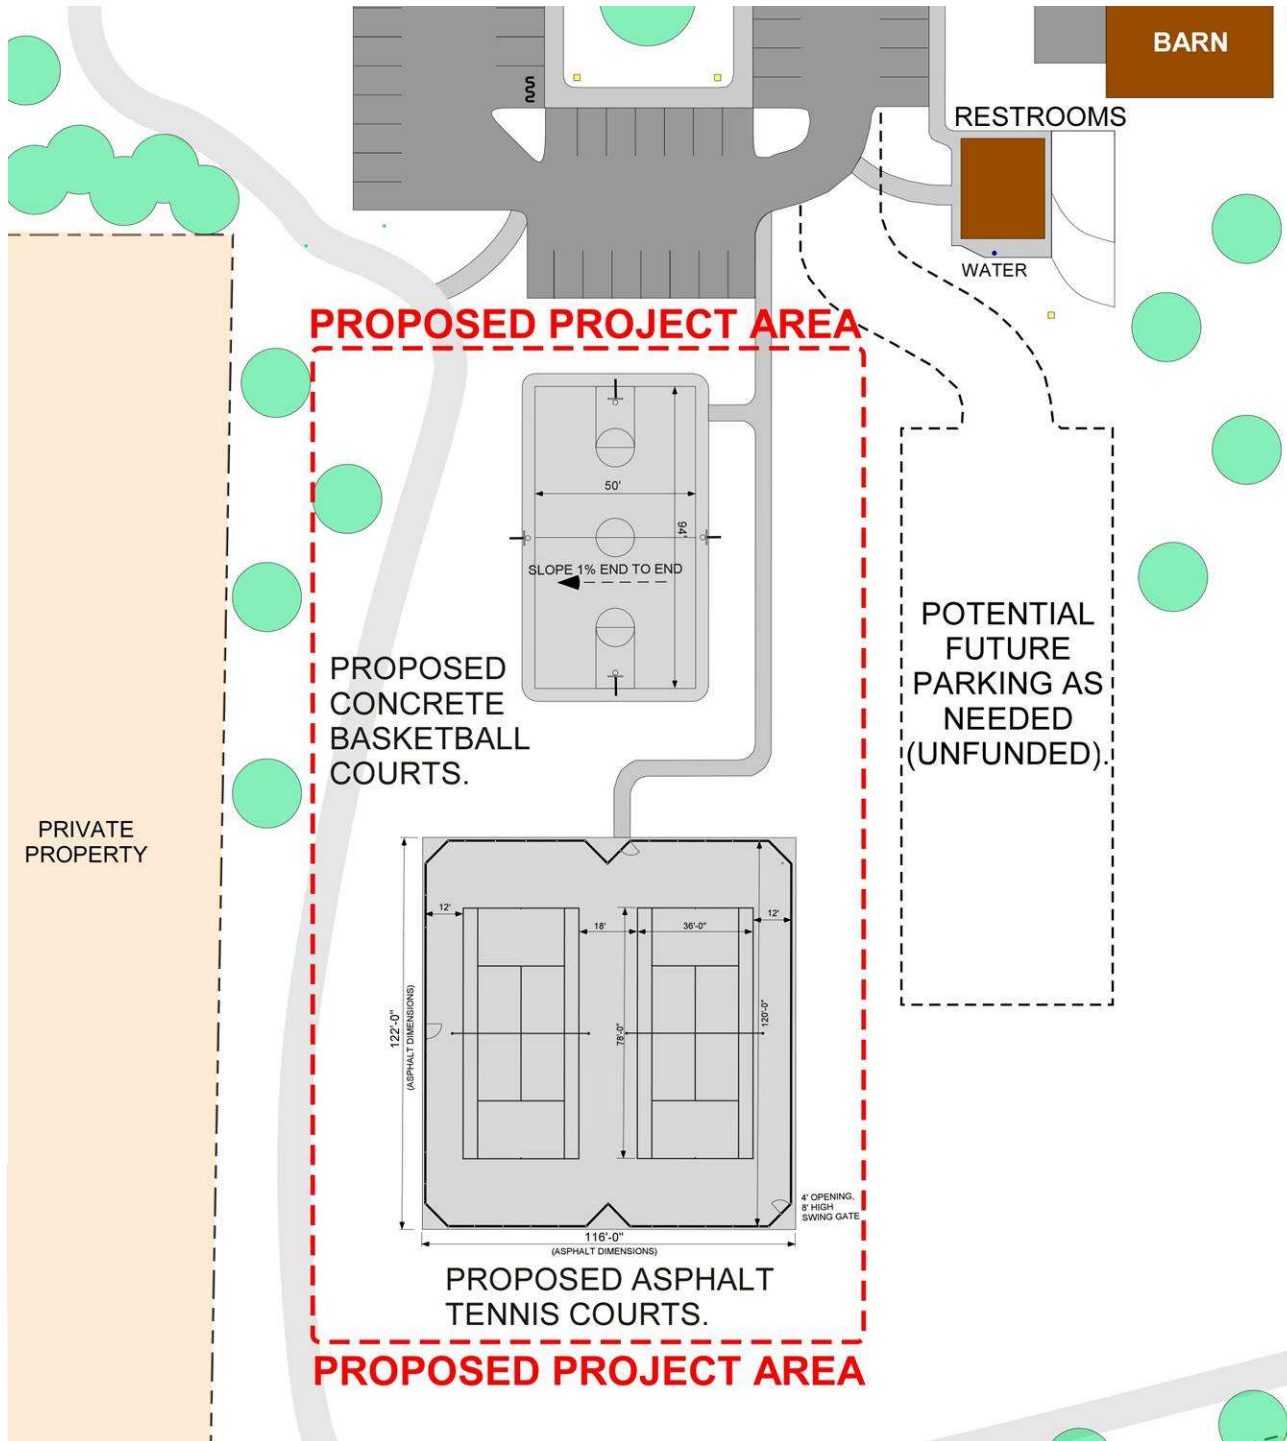 BARN
RESTROOMS
WATER
PROPOSED PROJECT AREA
50'
94'
SLOPE 1% END TO END
PROPOSED
CONCRETE
BASKETBALL
COURTS.
POTENTIAL
FUTURE
PARKING AS
NEEDED
(UNFUNDED).
PRIVATE
PROPERTY
12'
18'
36'-0"
12'
122'-0"
(ASPHALT DIMENSIONS)
78'-0"
120'-0"
4' OPENING,
8' HIGH
SWING GATE
116'-0"
(ASPHALT DIMENSIONS)
PROPOSED ASPHALT
TENNIS COURTS.
PROPOSED PROJECT AREA